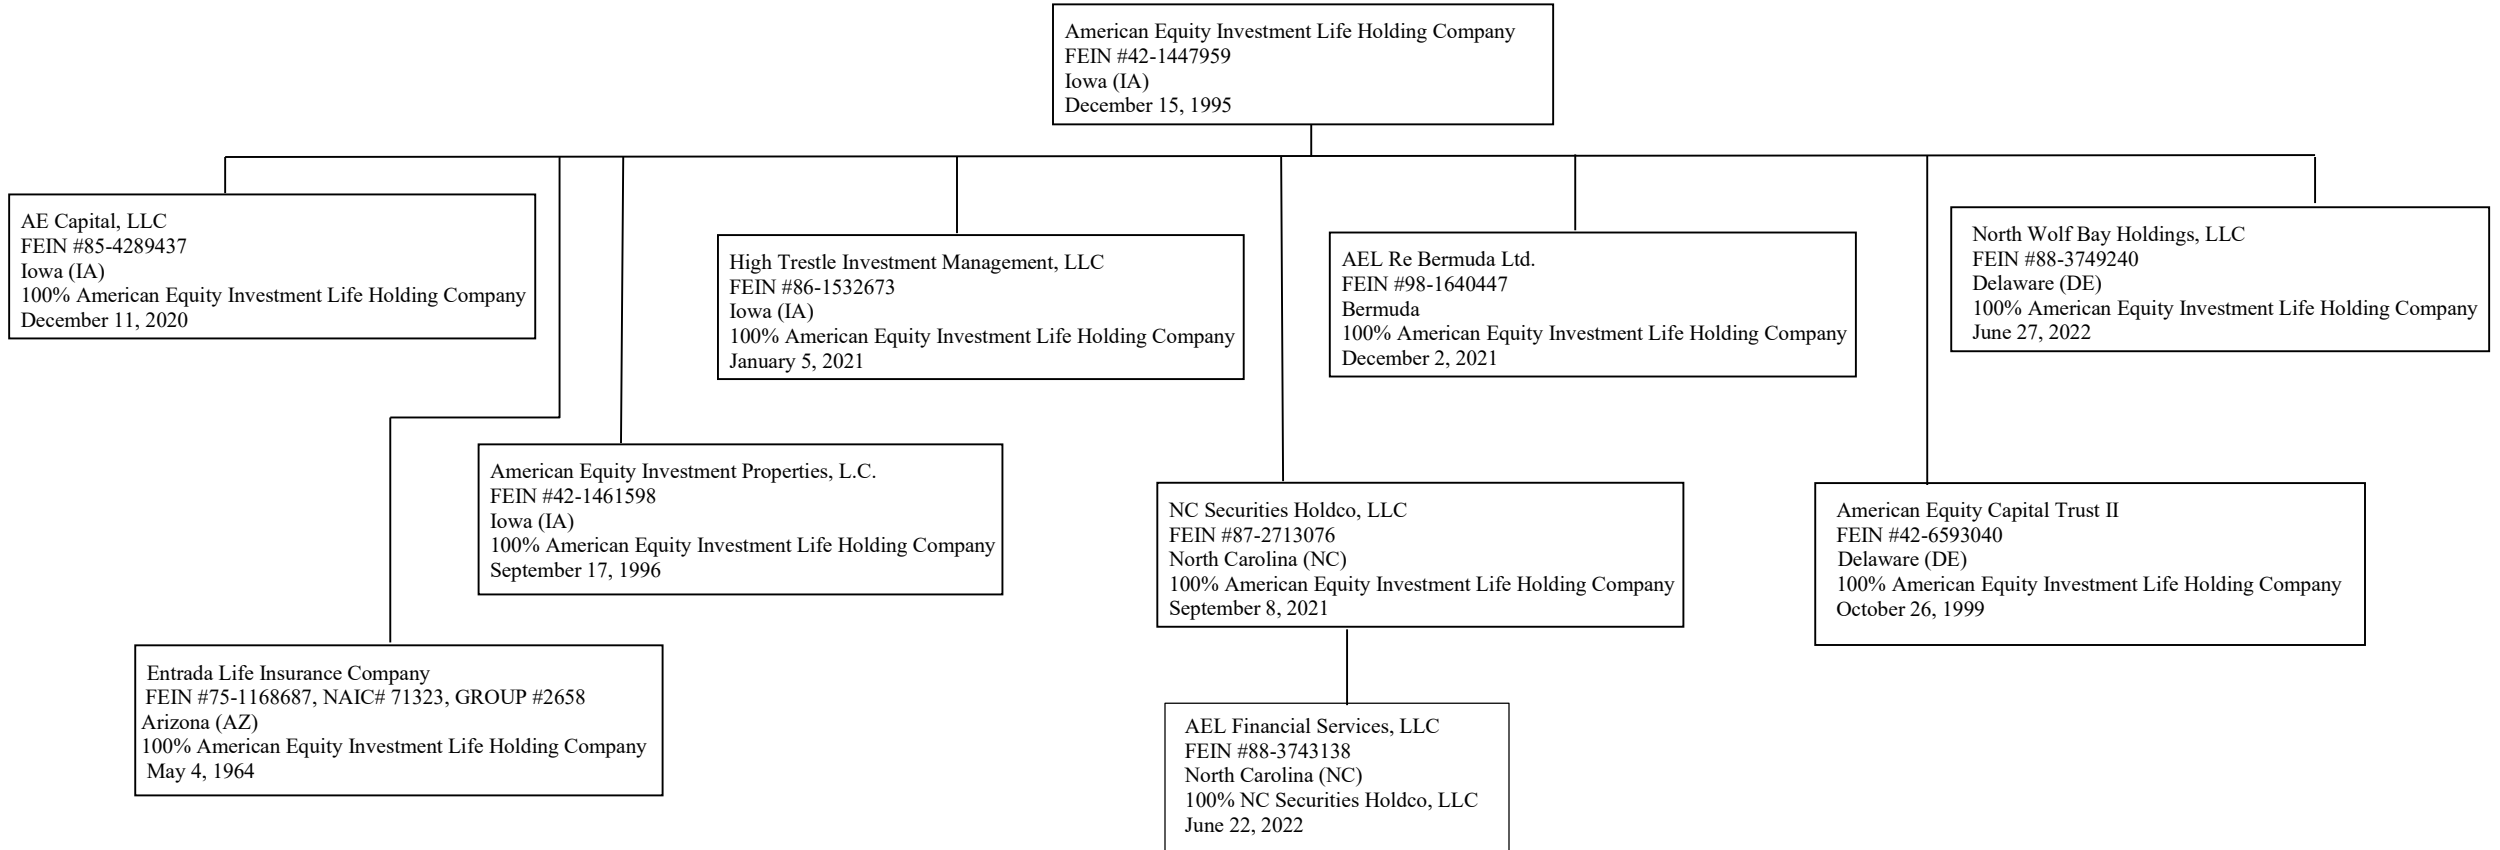 American Equity Investment Life Holding Company
FEIN #42-1447959
Iowa (IA)
December 15, 1995
AE Capital, LLC
FEIN #85-4289437
Iowa (IA)
100% American Equity Investment Life Holding Company
December 11, 2020
High Trestle Investment Management, LLC
FEIN #86-1532673
Iowa (IA)
100% American Equity Investment Life Holding Company
January 5, 2021
AEL Re Bermuda Ltd.
FEIN #98-1640447
Bermuda
100% American Equity Investment Life Holding Company
December 2, 2021
North Wolf Bay Holdings, LLC
FEIN #88-3749240
Delaware (DE)
100% American Equity Investment Life Holding Company
June 27, 2022
American Equity Investment Properties, L.C.
FEIN #42-1461598
Iowa (IA)
100% American Equity Investment Life Holding Company
September 17, 1996
NC Securities Holdco, LLC
FEIN #87-2713076
North Carolina (NC)
100% American Equity Investment Life Holding Company
September 8, 2021
American Equity Capital Trust II
FEIN #42-6593040
Delaware (DE)
100% American Equity Investment Life Holding Company
October 26, 1999
Entrada Life Insurance Company
FEIN #75-1168687, NAIC# 71323, GROUP #2658
Arizona (AZ)
100% American Equity Investment Life Holding Company
May 4, 1964
AEL Financial Services, LLC
FEIN #88-3743138
North Carolina (NC)
100% NC Securities Holdco, LLC
June 22, 2022